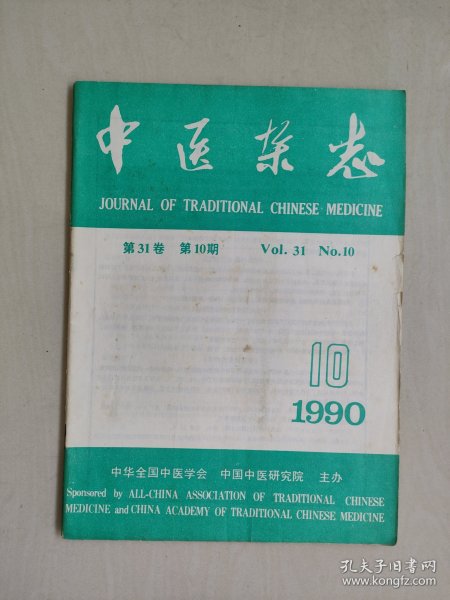 中医杂志
JOURNAL OF TRADITIONAL CHINESE MEDICINE
第31卷 第10期 Vol. 31 No.10
10
1990
中华全国中医学会 中国中医研究院 主办
Sponsored by ALL-CHINA ASSOCIATION OF TRADITIONAL CHINESE
MEDICINE and CHINA ACADEMY OF TRADITIONAL CHINESE MEDICINE
孔夫子旧书网
www.kongfz.com